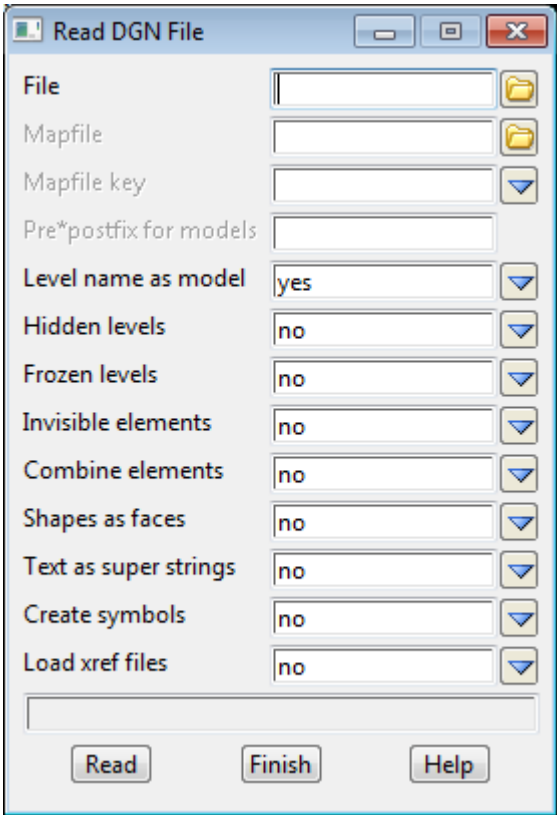 Read DGN File
File
Mapfile
Mapfile key
Pre*postfix for models
Level name as model yes
Hidden levels no
Frozen levels no
Invisible elements no
Combine elements no
Shapes as faces no
Text as super strings no
Create symbols no
Load xref files no
Read Finish Help